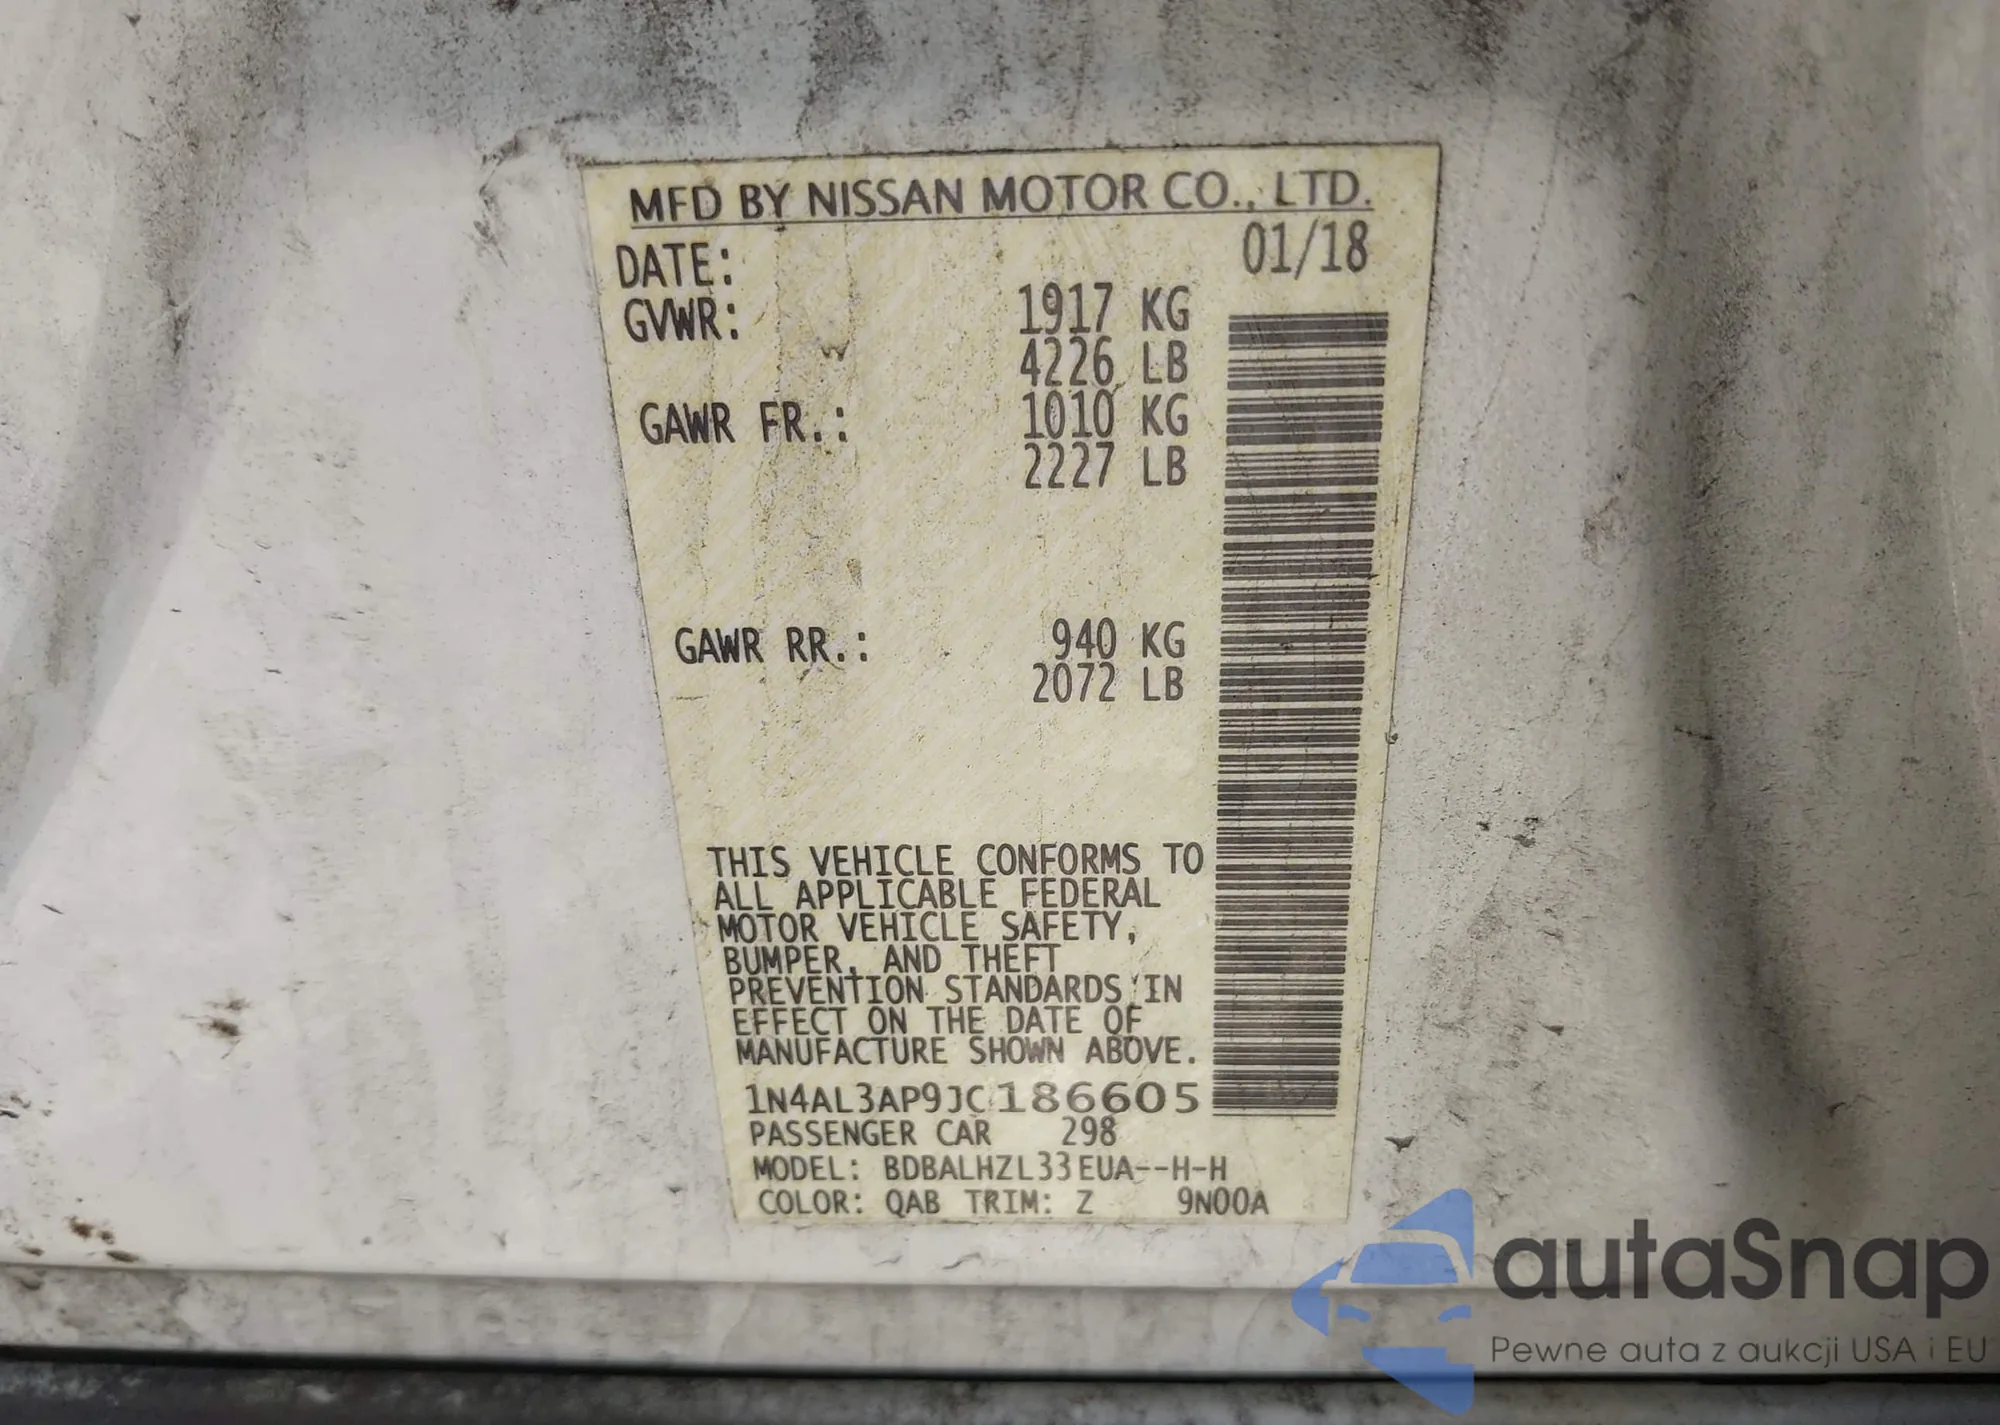 MFD BY NISSAN MOTOR CO., LTD.
DATE: 01/18
GVWR: 1917 KG
4226 LB
GAWR FR.: 1010 KG
2227 LB
GAWR RR.: 940 KG
2072 LB
THIS VEHICLE CONFORMS TO
ALL APPLICABLE FEDERAL
MOTOR VEHICLE SAFETY,
BUMPER, AND THEFT
PREVENTION STANDARDS IN
EFFECT ON THE DATE OF
MANUFACTURE SHOWN ABOVE.
1N4AL3AP9JC186605
PASSENGER CAR 298
MODEL: BDBALHZL33EUA--H-H
COLOR: QAB TRIM: Z 9N00A
autaSnap
Pewne auta z aukcji USA i EU